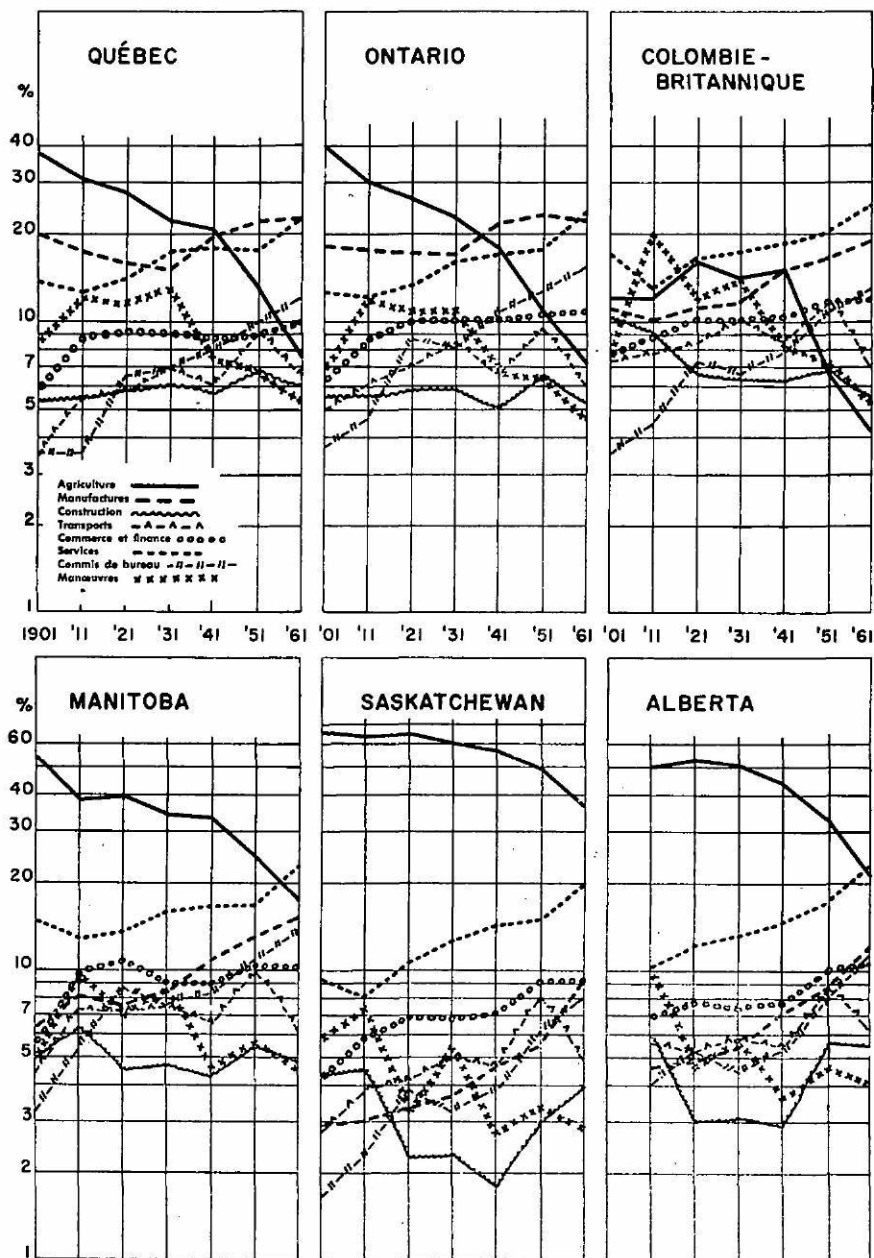 QUÉBEC
ONTARIO
COLOMBIE-
BRITANNIQUE
%
40
30
20
10
7
5
3
2
1
Agriculture
Manufactures
Construction
Transports
Commerce et finance
Services
Commis de bureau
Manœuvres
1901 '11 '21 '31 '41 '51 '61
'01 '11 '21 '31 '41 '51 '61
'01 '11 '21 '31 '41 '51 '61
MANITOBA
SASKATCHEWAN
ALBERTA
%
60
40
30
20
10
7
5
3
2
1